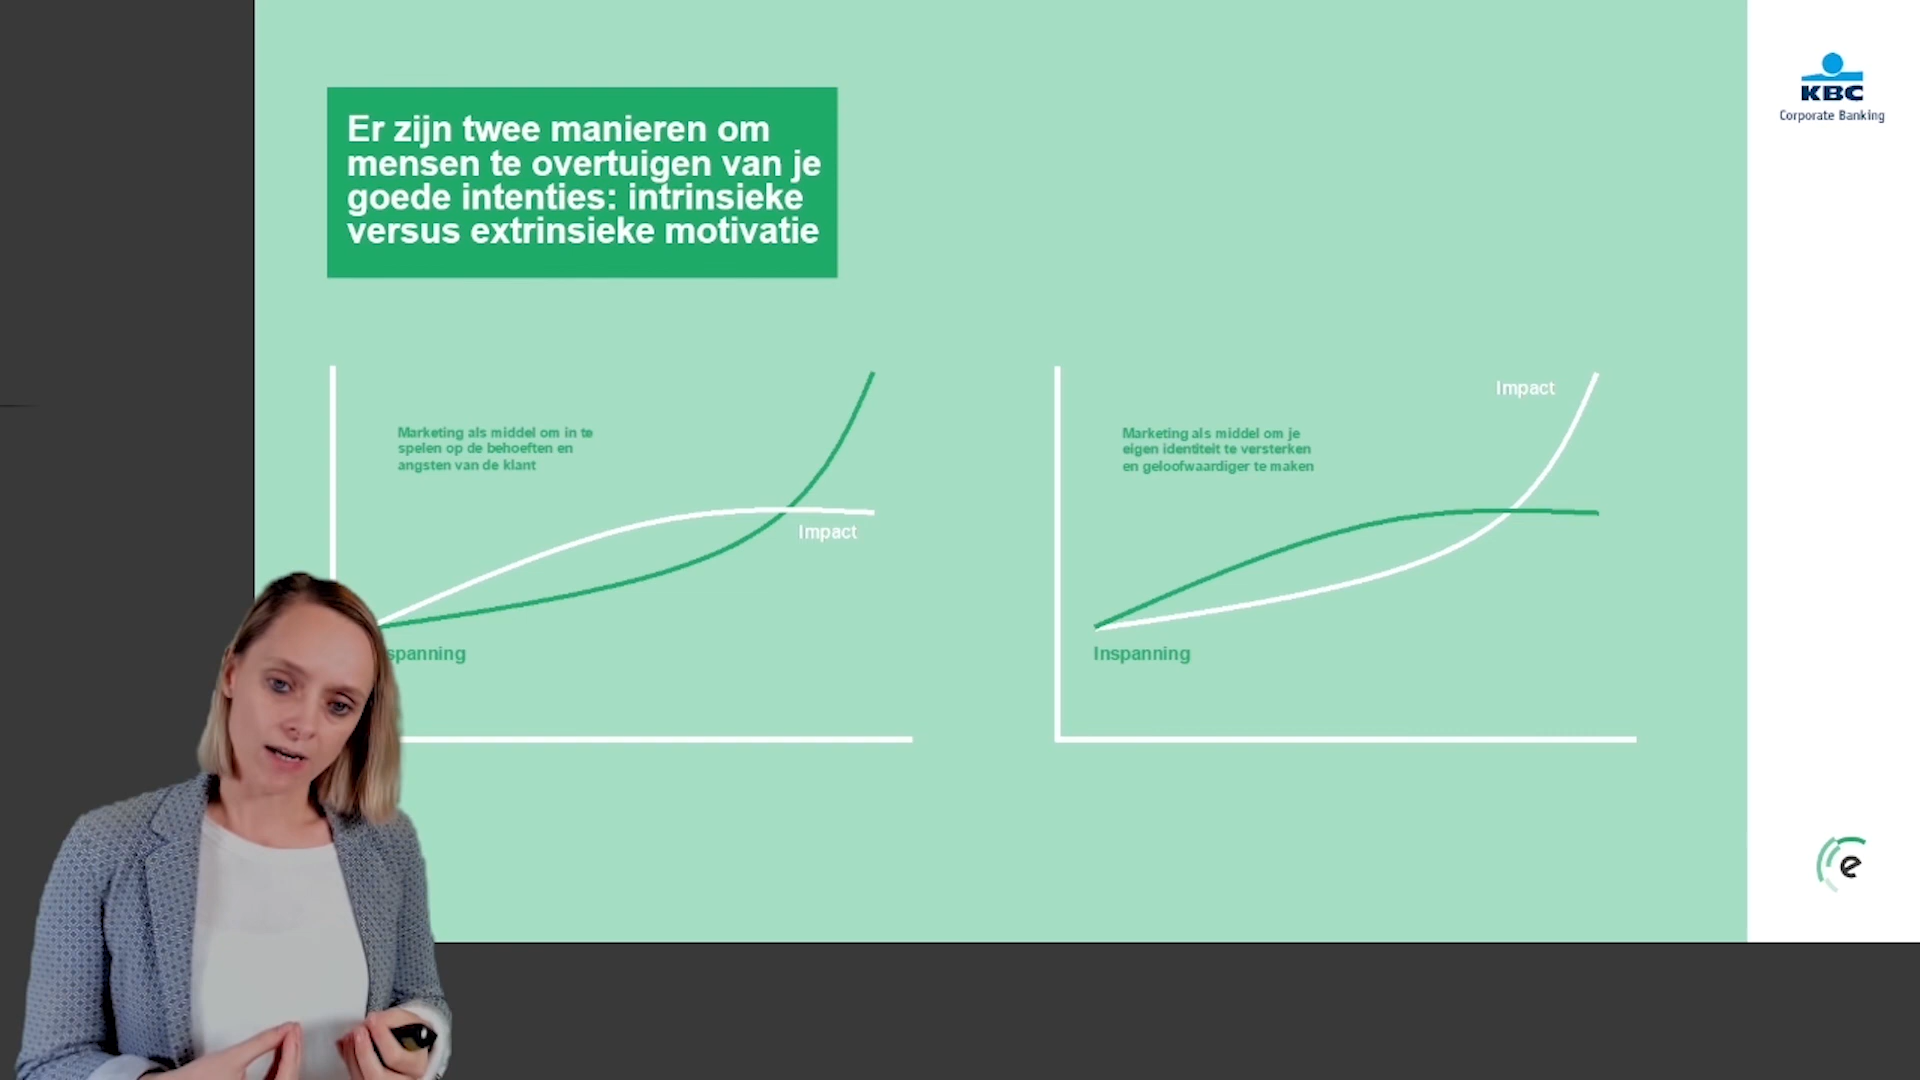 Er zijn twee manieren om
mensen te overtuigen van je
goede intenties: intrinsieke
versus extrinsieke motivatie
KBC
Corporate Banking
Marketing als middel om in te
spelen op de behoeften en
angsten van de klant
Impact
spanning
Marketing als middel om je
eigen identiteit te versterken
en geloofwaardiger te maken
Impact
Inspanning
e